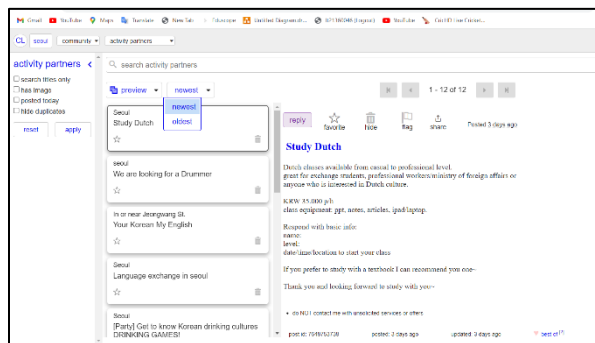 Gmail YouTube Maps Translate New Tab Eduscope Untitled Diagram.dr... YouTube
CL seoul community activity partners
activity partners <
search titles only
has image
posted today
hide duplicates
reset apply
search activity partners
preview newest
newest
oldest
1 - 12 of 12
Seoul
Study Dutch
seoul
We are looking for a Drummer
In or near Jeongwang St.
Your Korean My English
Seoul
Language exchange in seoul
Seoul
[Party] Get to know Korean drinking cultures
DRINKING GAMES!
reply favorite hide flag share Posted 3 days ago
Study Dutch
Dutch classes available from casual to professional level.
great for exchange students, professional workers/ministry of foreign affairs or
anyone who is interested in Dutch culture.
KRW 35,000 p/h
class equipment: ppt, notes, articles, ipad/laptop.
Respond with basic info:
name:
level:
date/time/location to start your class
If you prefer to study with a textbook I can recommend you one~
Thank you and looking forward to study with you~
do NOT contact me with unsolicited services or offers
post id: 7649753739 posted: 3 days ago updated: 3 days ago best of [?]